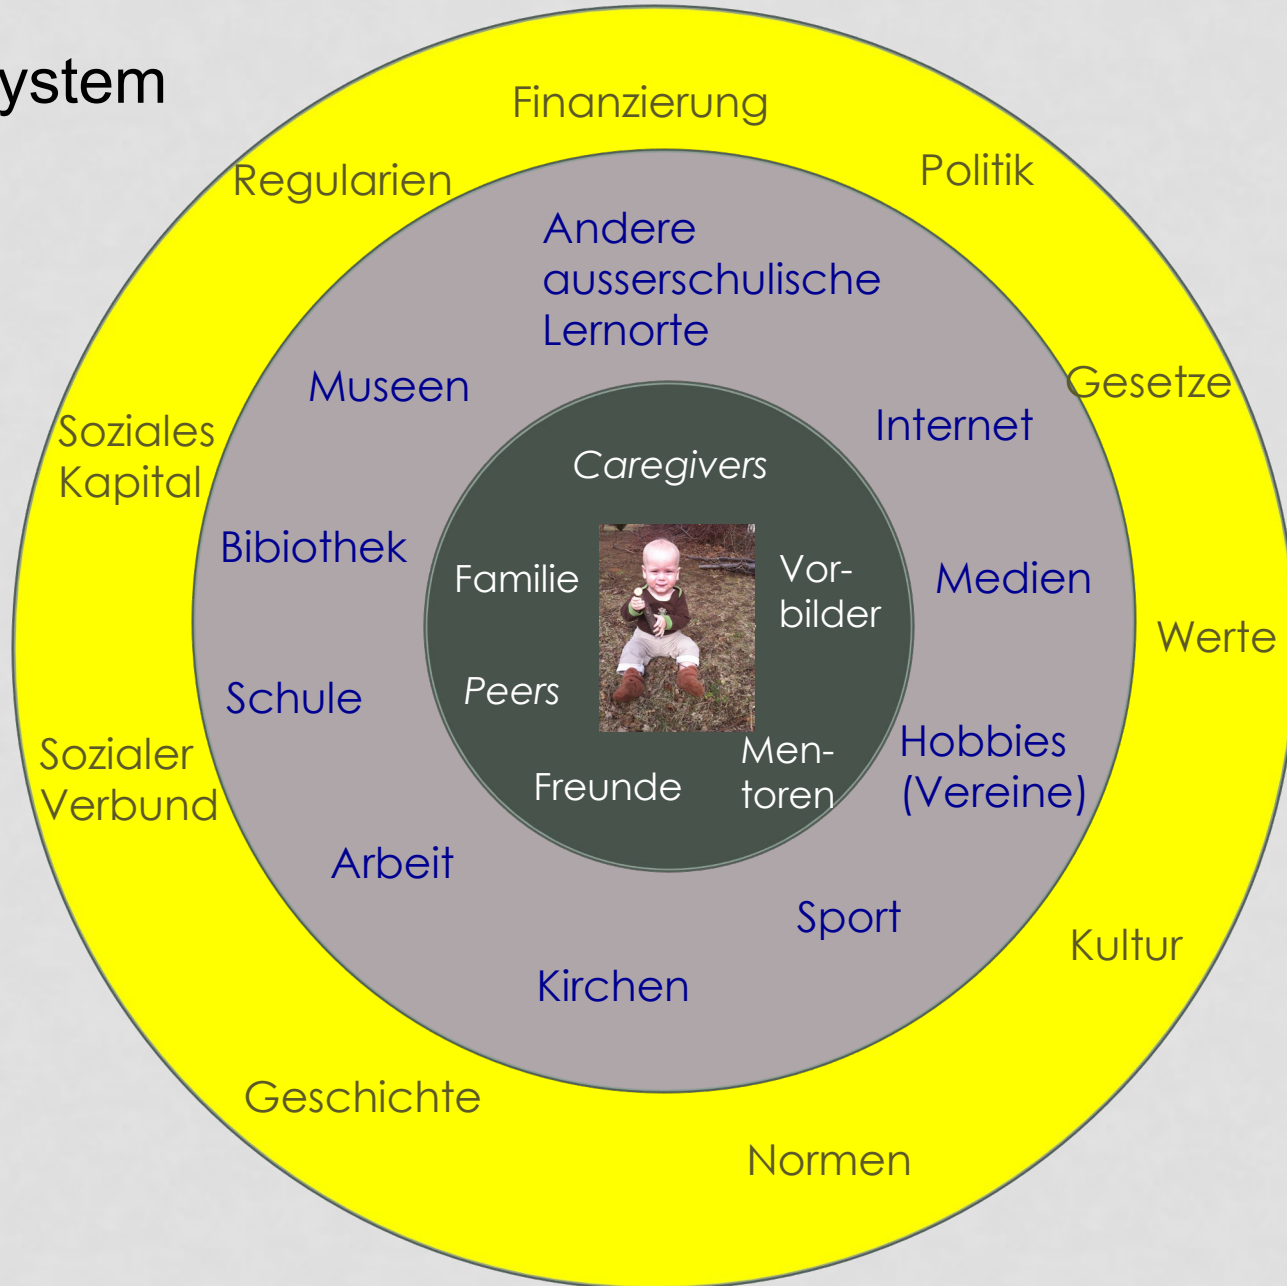 ystem
Finanzierung
Politik
Regularien
Andere
ausserschulische
Lernorte
Museen
Gesetze
Internet
Soziales
Kapital
Caregivers
Bibiothek
Familie
Vor-
bilder
Medien
Werte
Peers
Schule
Hobbies
(Vereine)
Sozialer
Verbund
Freunde
Men-
toren
Arbeit
Sport
Kultur
Kirchen
Geschichte
Normen